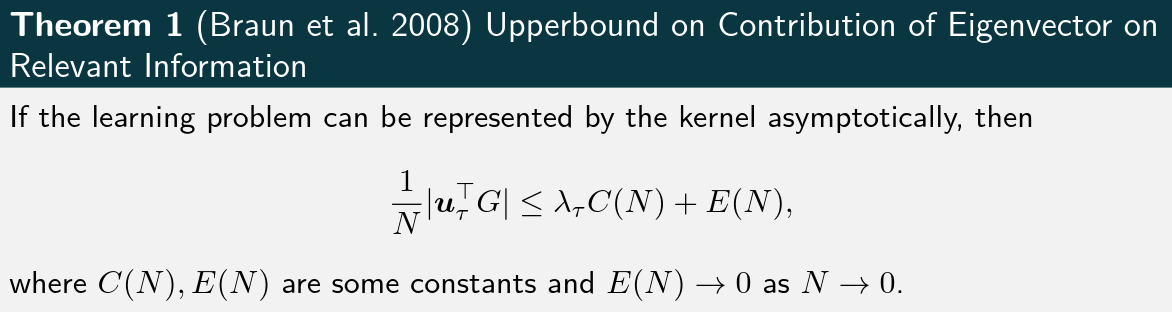 Theorem 1 (Braun et al. 2008) Upperbound on Contribution of Eigenvector on
Relevant Information
If the learning problem can be represented by the kernel asymptotically, then
$\frac{1}{N}|\boldsymbol{u}_\tau^\top G| \leq \lambda_\tau C(N) + E(N),$
where $C(N), E(N)$ are some constants and $E(N) \to 0$ as $N \to 0$.